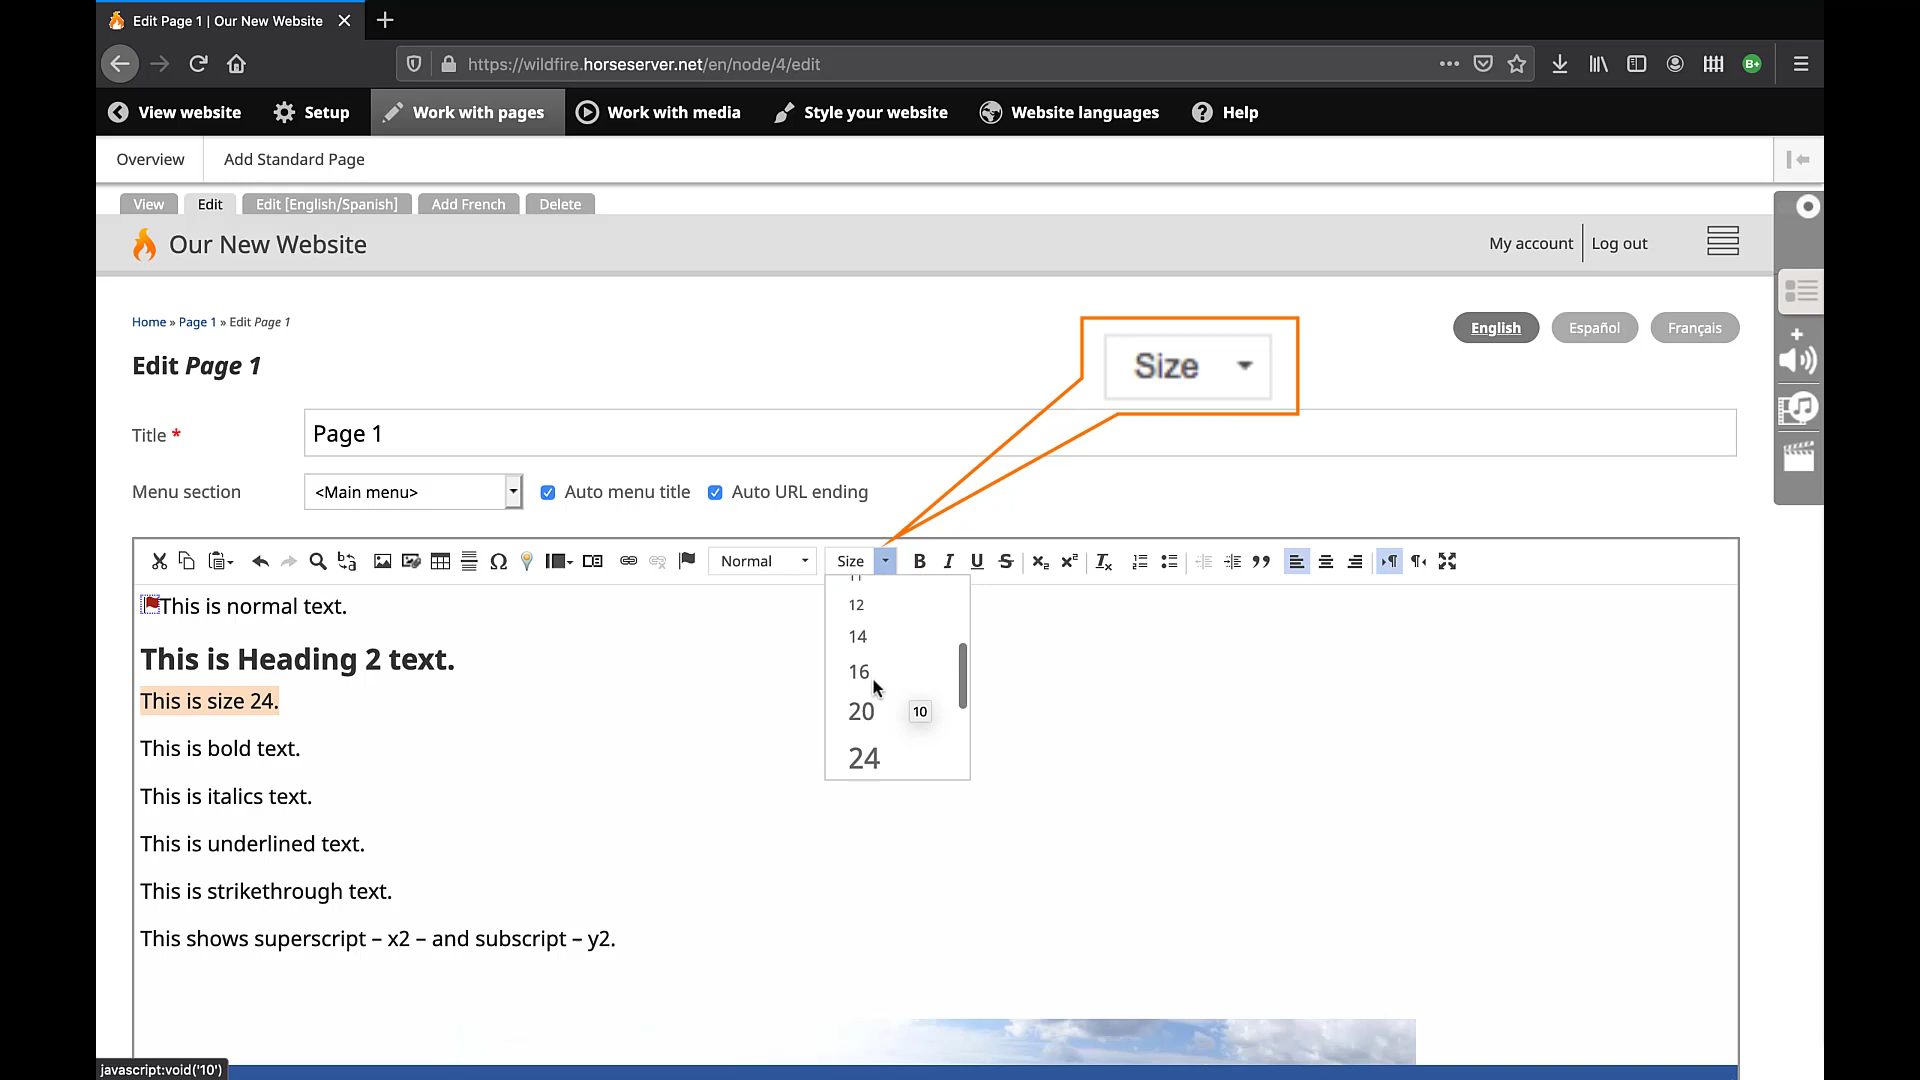 Edit Page 1 | Our New Website
https://wildfire.horseserver.net/en/node/4/edit
B+
View website
Setup
Work with pages
Work with media
Style your website
Website languages
Help
Overview
Add Standard Page
View
Edit
Edit [English/Spanish]
Add French
Delete
Our New Website
My account
Log out
Home » Page 1 » Edit Page 1
English
Español
Français
Size
Edit Page 1
Title *
Page 1
Menu section
<Main menu>
Auto menu title
Auto URL ending
Normal
Size
B I U S x₂ x² Tx
11
12
14
16
20
24
10
This is normal text.
This is Heading 2 text.
This is size 24.
This is bold text.
This is italics text.
This is underlined text.
This is strikethrough text.
This shows superscript – x2 – and subscript – y2.
javascript:void('10')